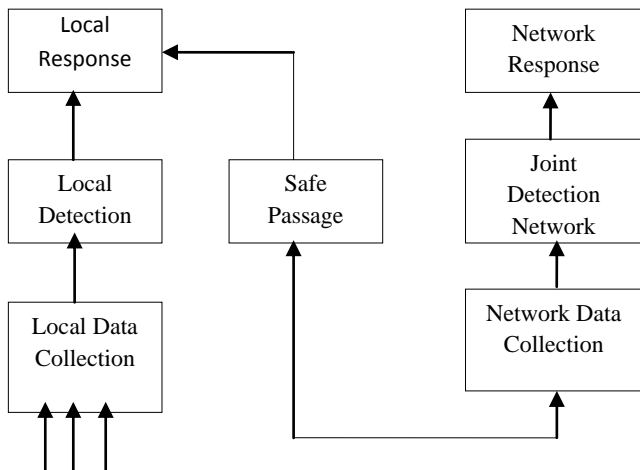 Local
Response
Network
Response
Local
Detection
Safe
Passage
Joint
Detection
Network
Local Data
Collection
Network Data
Collection